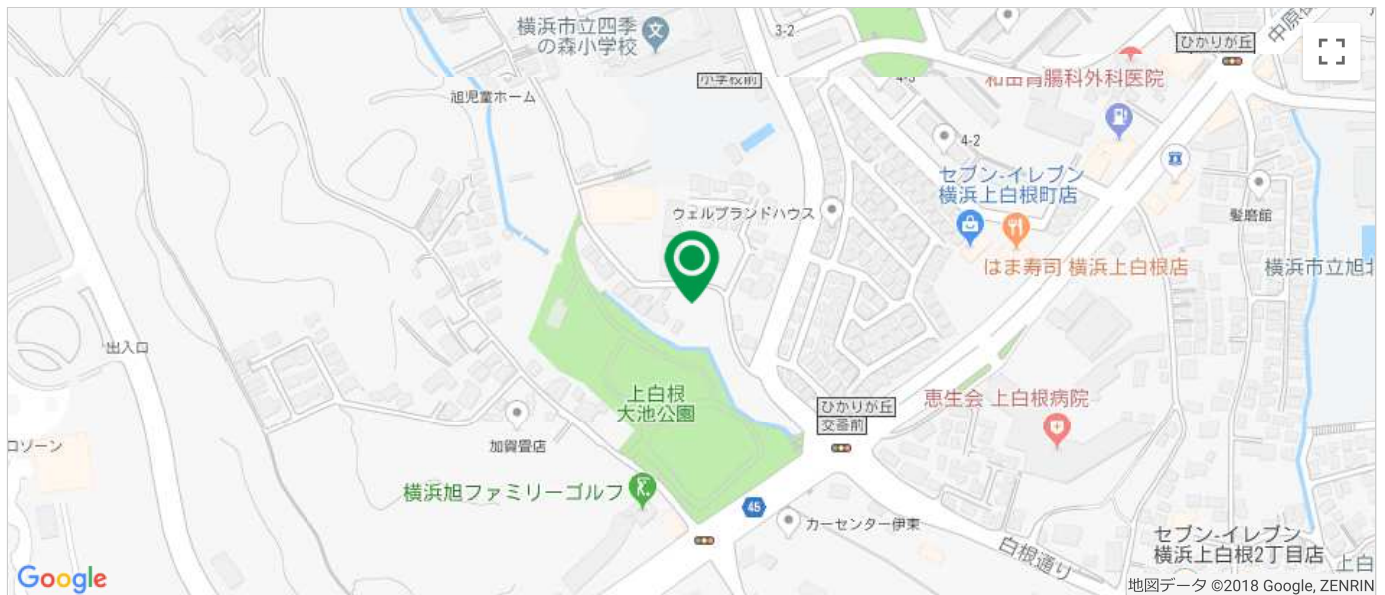 横浜市立四季
の森小学校
3-2
ひかりが丘
中原街
小学校前
4-3
和田胃腸科外科医院
旭児童ホーム
4-2
セブン-イレブン
横浜上白根町店
ウェルブランドハウス
髪磨館
はま寿司 横浜上白根店
横浜市立旭北
出入口
上白根
大池公園
恵生会 上白根病院
ひかりが丘
交番前
ロゾーン
加賀畳店
横浜旭ファミリーゴルフ
45
カーセンター伊東
白根通り
セブン-イレブン
横浜上白根2丁目店
上白
Google
地図データ ©2018 Google, ZENRIN